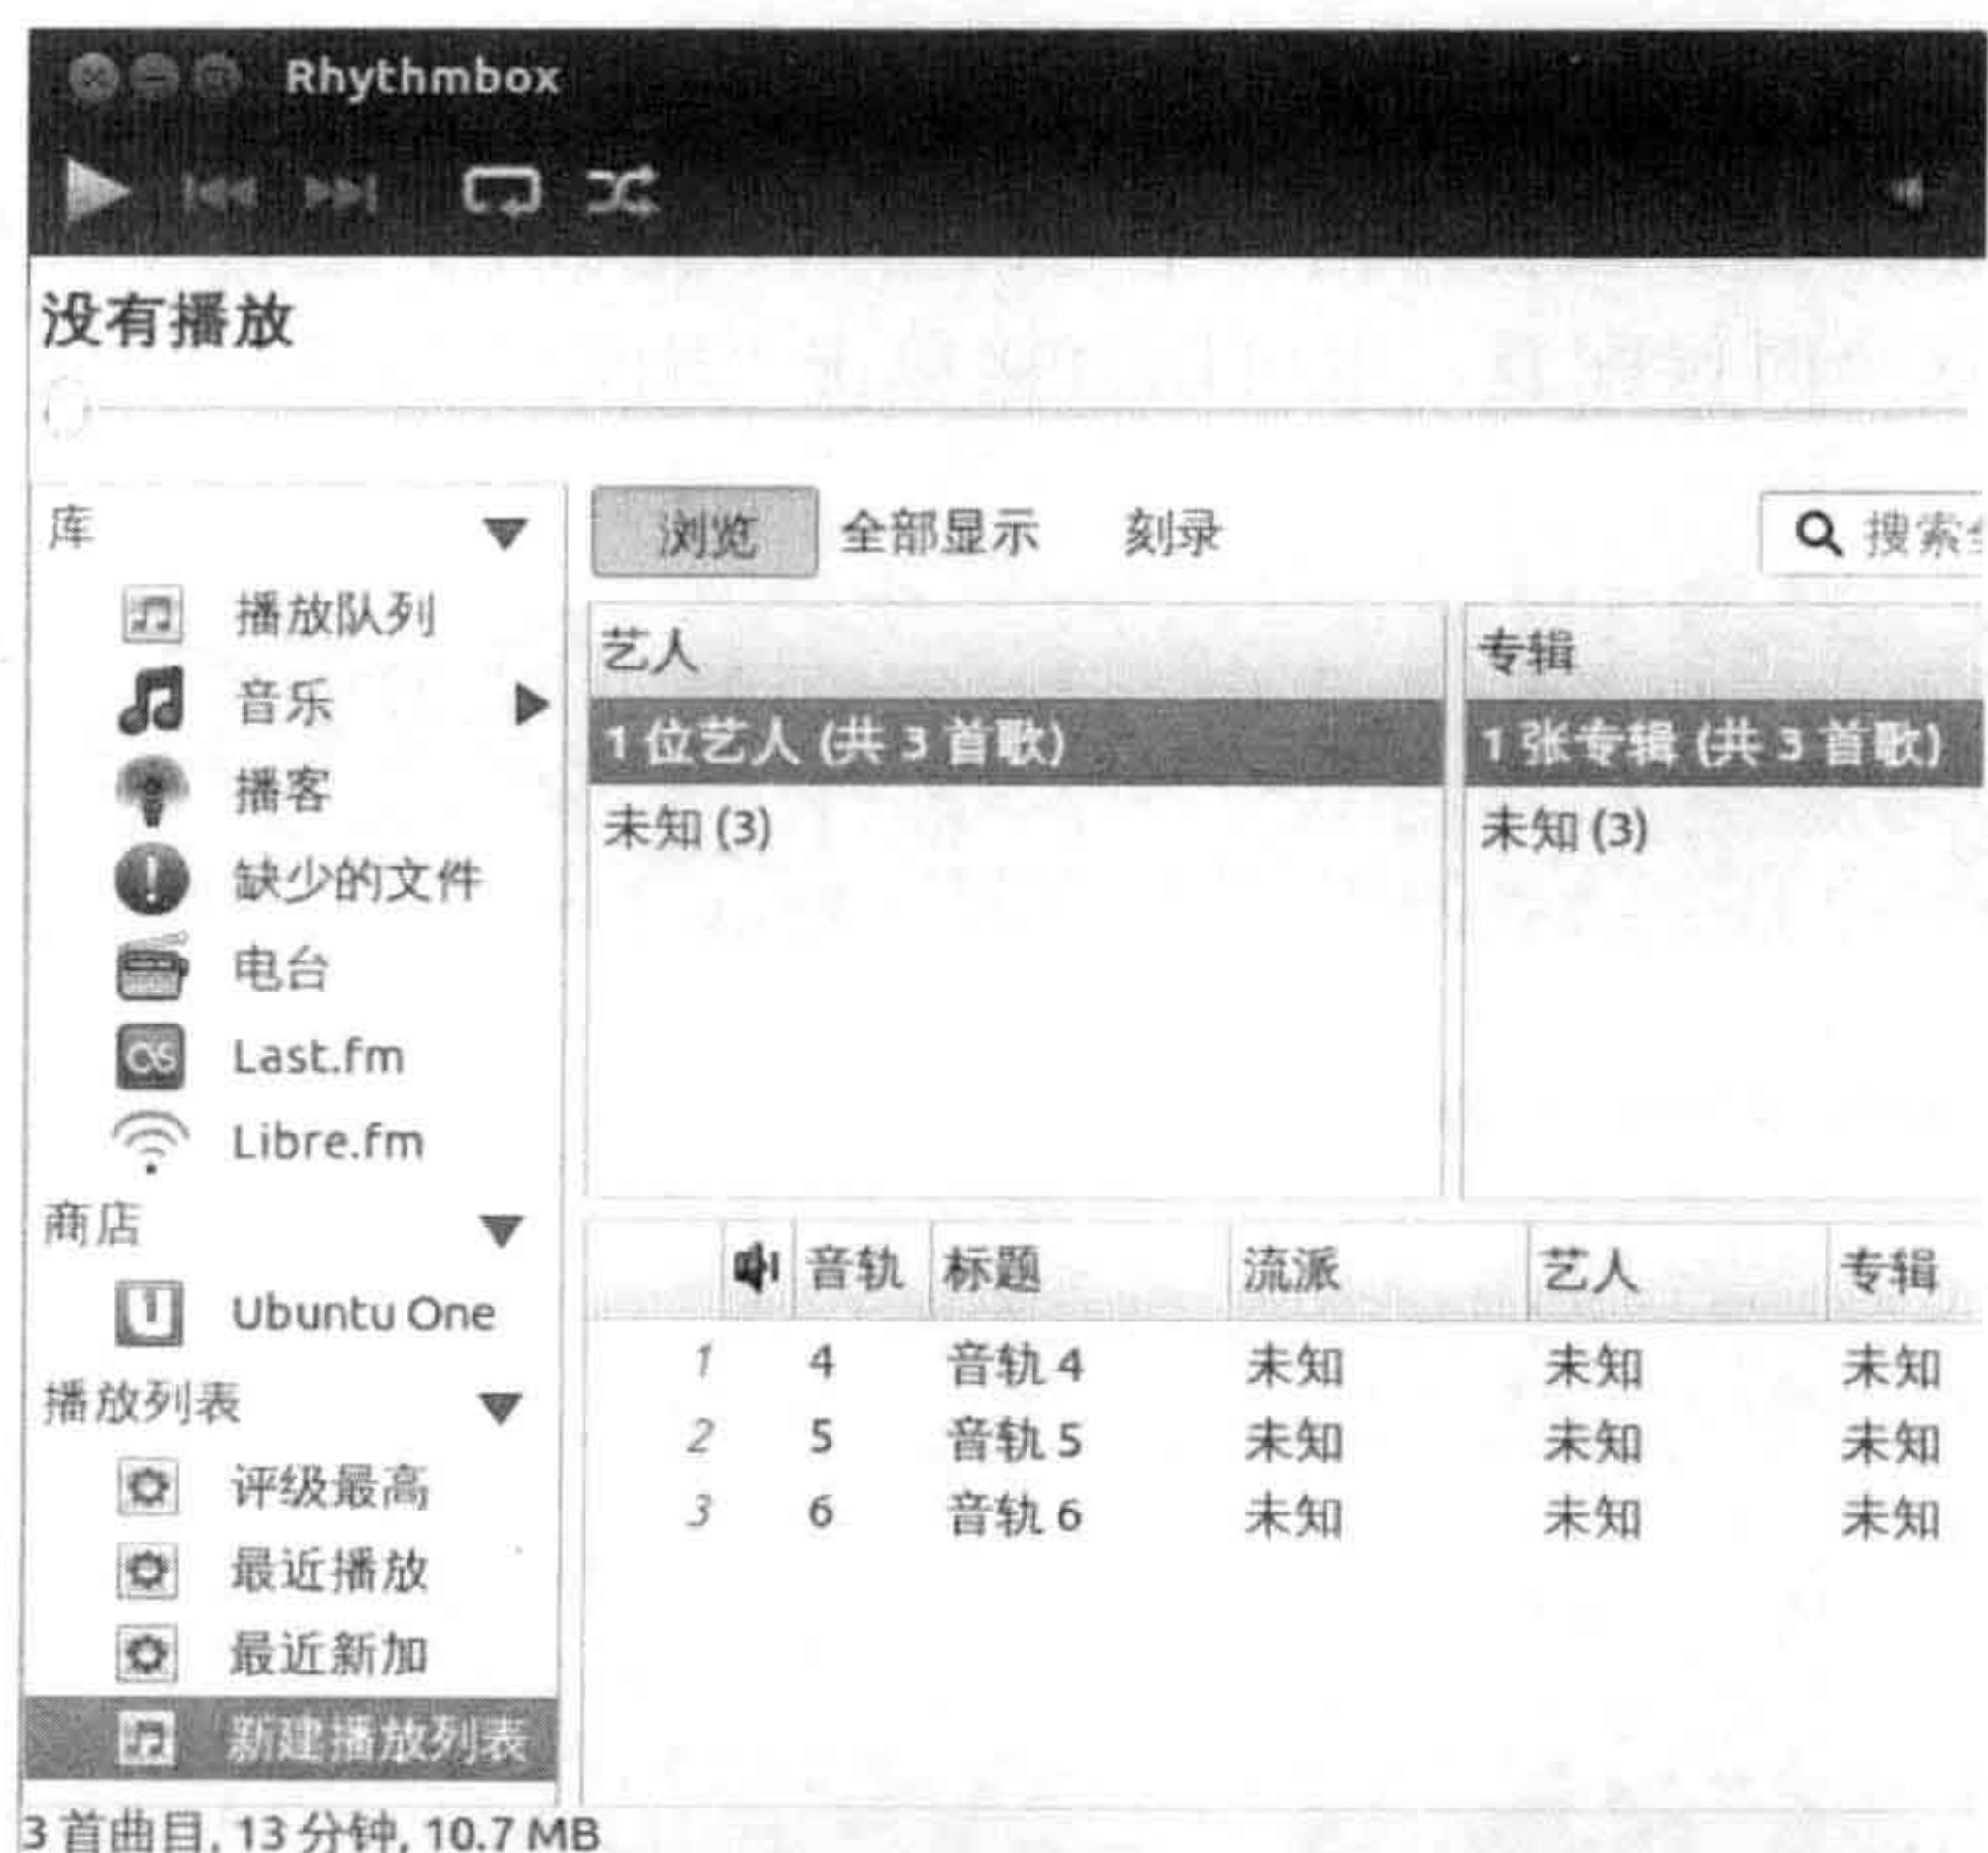 Rhythmbox
没有播放
库
播放队列
音乐
播客
缺少的文件
电台
Last.fm
Libre.fm
商店
Ubuntu One
播放列表
评级最高
最近播放
最近新加
新建播放列表
浏览 全部显示 刻录 搜索
艺人 专辑
1 位艺人 (共 3 首歌) 1 张专辑 (共 3 首歌)
未知 (3) 未知 (3)
音轨 标题 流派 艺人 专辑
1 4 音轨 4 未知 未知 未知
2 5 音轨 5 未知 未知 未知
3 6 音轨 6 未知 未知 未知
3 首曲目, 13 分钟, 10.7 MB